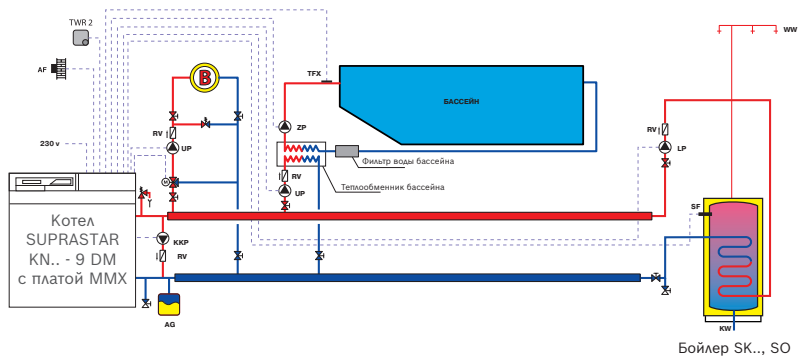 TWR 2
WW
AF
B
TFX
БАССЕЙН
ZP
RV
RV
230 v
UP
LP
Фильтр воды бассейна
RV
Теплообменник бассейна
M
UP
SF
Котел
SUPRASTAR
KN.. - 9 DM
с платой MMX
KKP
RV
AG
KW
Бойлер SK.., SO